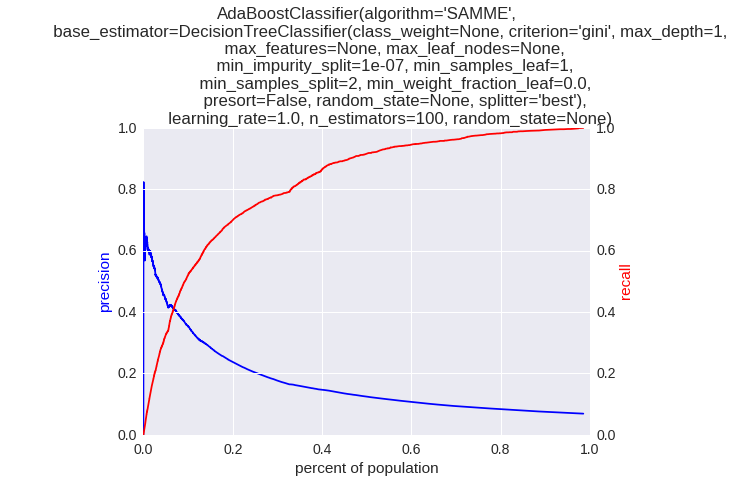 AdaBoostClassifier(algorithm='SAMME',
base_estimator=DecisionTreeClassifier(class_weight=None, criterion='gini', max_depth=1,
max_features=None, max_leaf_nodes=None,
min_impurity_split=1e-07, min_samples_leaf=1,
min_samples_split=2, min_weight_fraction_leaf=0.0,
presort=False, random_state=None, splitter='best'),
learning_rate=1.0, n_estimators=100, random_state=None)
1.0 1.0
0.8 0.8
0.6 0.6
precision recall
0.4 0.4
0.2 0.2
0.0 0.0
0.0 0.2 0.4 0.6 0.8 1.0
percent of population